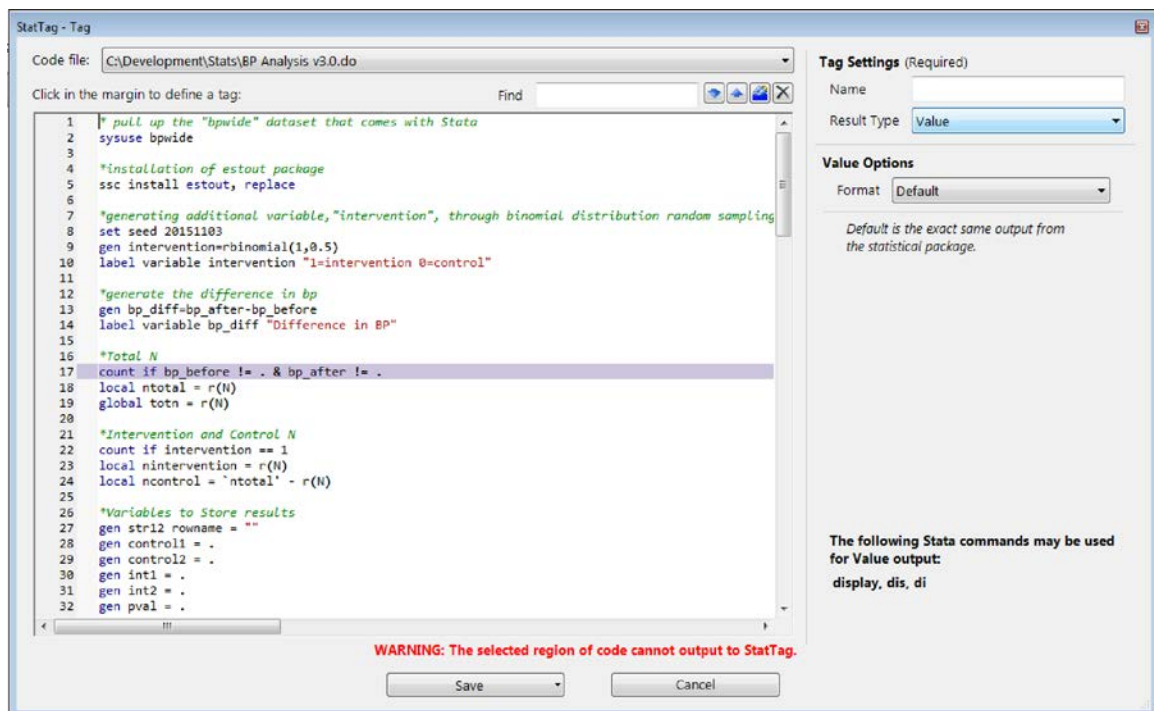 StatTag - Tag
Code file: C:\Development\Stats\BP Analysis v3.0.do
Click in the margin to define a tag: Find
1 * pull up the "bpwide" dataset that comes with Stata
2 sysuse bpwide
3
4 *installation of estout package
5 ssc install estout, replace
6
7 *generating additional variable,"intervention", through binomial distribution random sampling
8 set seed 20151103
9 gen intervention=rbinomial(1,0.5)
10 label variable intervention "1=intervention 0=control"
11
12 *generate the difference in bp
13 gen bp_diff=bp_after-bp_before
14 label variable bp_diff "Difference in BP"
15
16 *Total N
17 count if bp_before != . & bp_after != .
18 local ntotal = r(N)
19 global totn = r(N)
20
21 *Intervention and Control N
22 count if intervention == 1
23 local nintervention = r(N)
24 local ncontrol = `ntotal' - r(N)
25
26 *Variables to Store results
27 gen str12 rowname = ""
28 gen control1 = .
29 gen control2 = .
30 gen int1 = .
31 gen int2 = .
32 gen pval = .
WARNING: The selected region of code cannot output to StatTag.
Save
Cancel
Tag Settings (Required)
Name
Result Type Value
Value Options
Format Default
Default is the exact same output from
the statistical package.
The following Stata commands may be used
for Value output:
display, dis, di